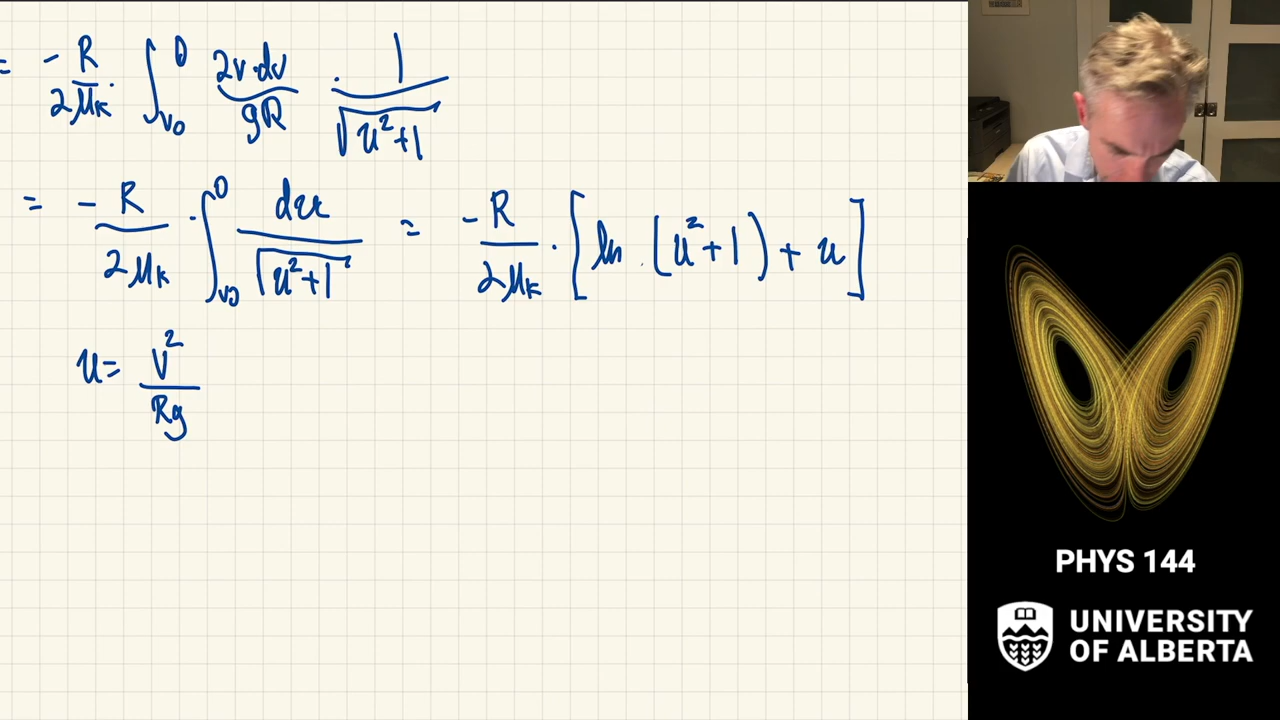 = -R/2μₖ · ∫_{v₀}^{0} 2v·dv/gR · 1/√(u²+1)
= -R/2μₖ · ∫_{v₀}^{0} du/√(u²+1) = -R/2μₖ · [ln (u²+1) + u]
u = v²/Rg
PHYS 144
UNIVERSITY
OF ALBERTA